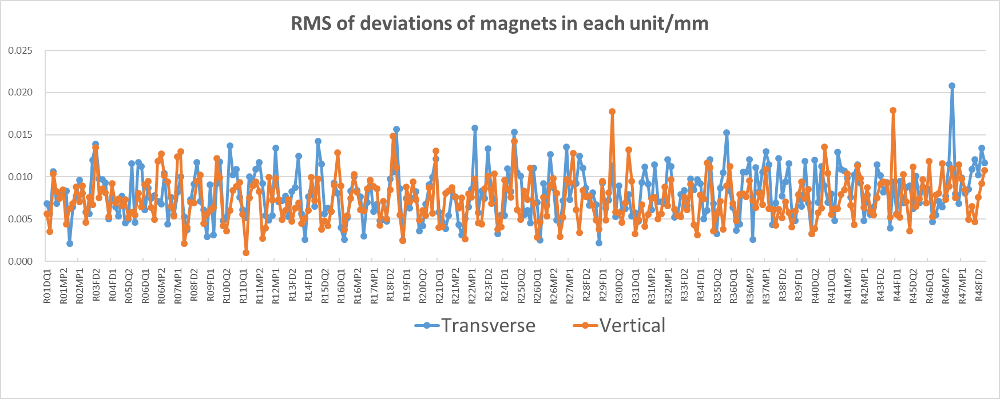 RMS of deviations of magnets in each unit/mm
0.025
0.020
0.015
0.010
0.005
0.000
R01DQ1
R01MP2
R02MP1
R03FD2
R04FD1
R05DQ2
R06DQ1
R06MP2
R07MP1
R08FD2
R09FD1
R10DQ2
R11DQ1
R11MP2
R12MP1
R13FD2
R14FD1
R15DQ2
R16DQ1
R16MP2
R17MP1
R18FD2
R19FD1
R20DQ2
R21DQ1
R21MP2
R22MP1
R23FD2
R24FD1
R25DQ2
R26DQ1
R26MP2
R27MP1
R28FD2
R29FD1
R30DQ2
R31DQ1
R31MP2
R32MP1
R33FD2
R34FD1
R35DQ2
R36DQ1
R36MP2
R37MP1
R38FD2
R39FD1
R40DQ2
R41DQ1
R41MP2
R42MP1
R43FD2
R44FD1
R45DQ2
R46DQ1
R46MP2
R47MP1
R48FD2
Transverse
Vertical